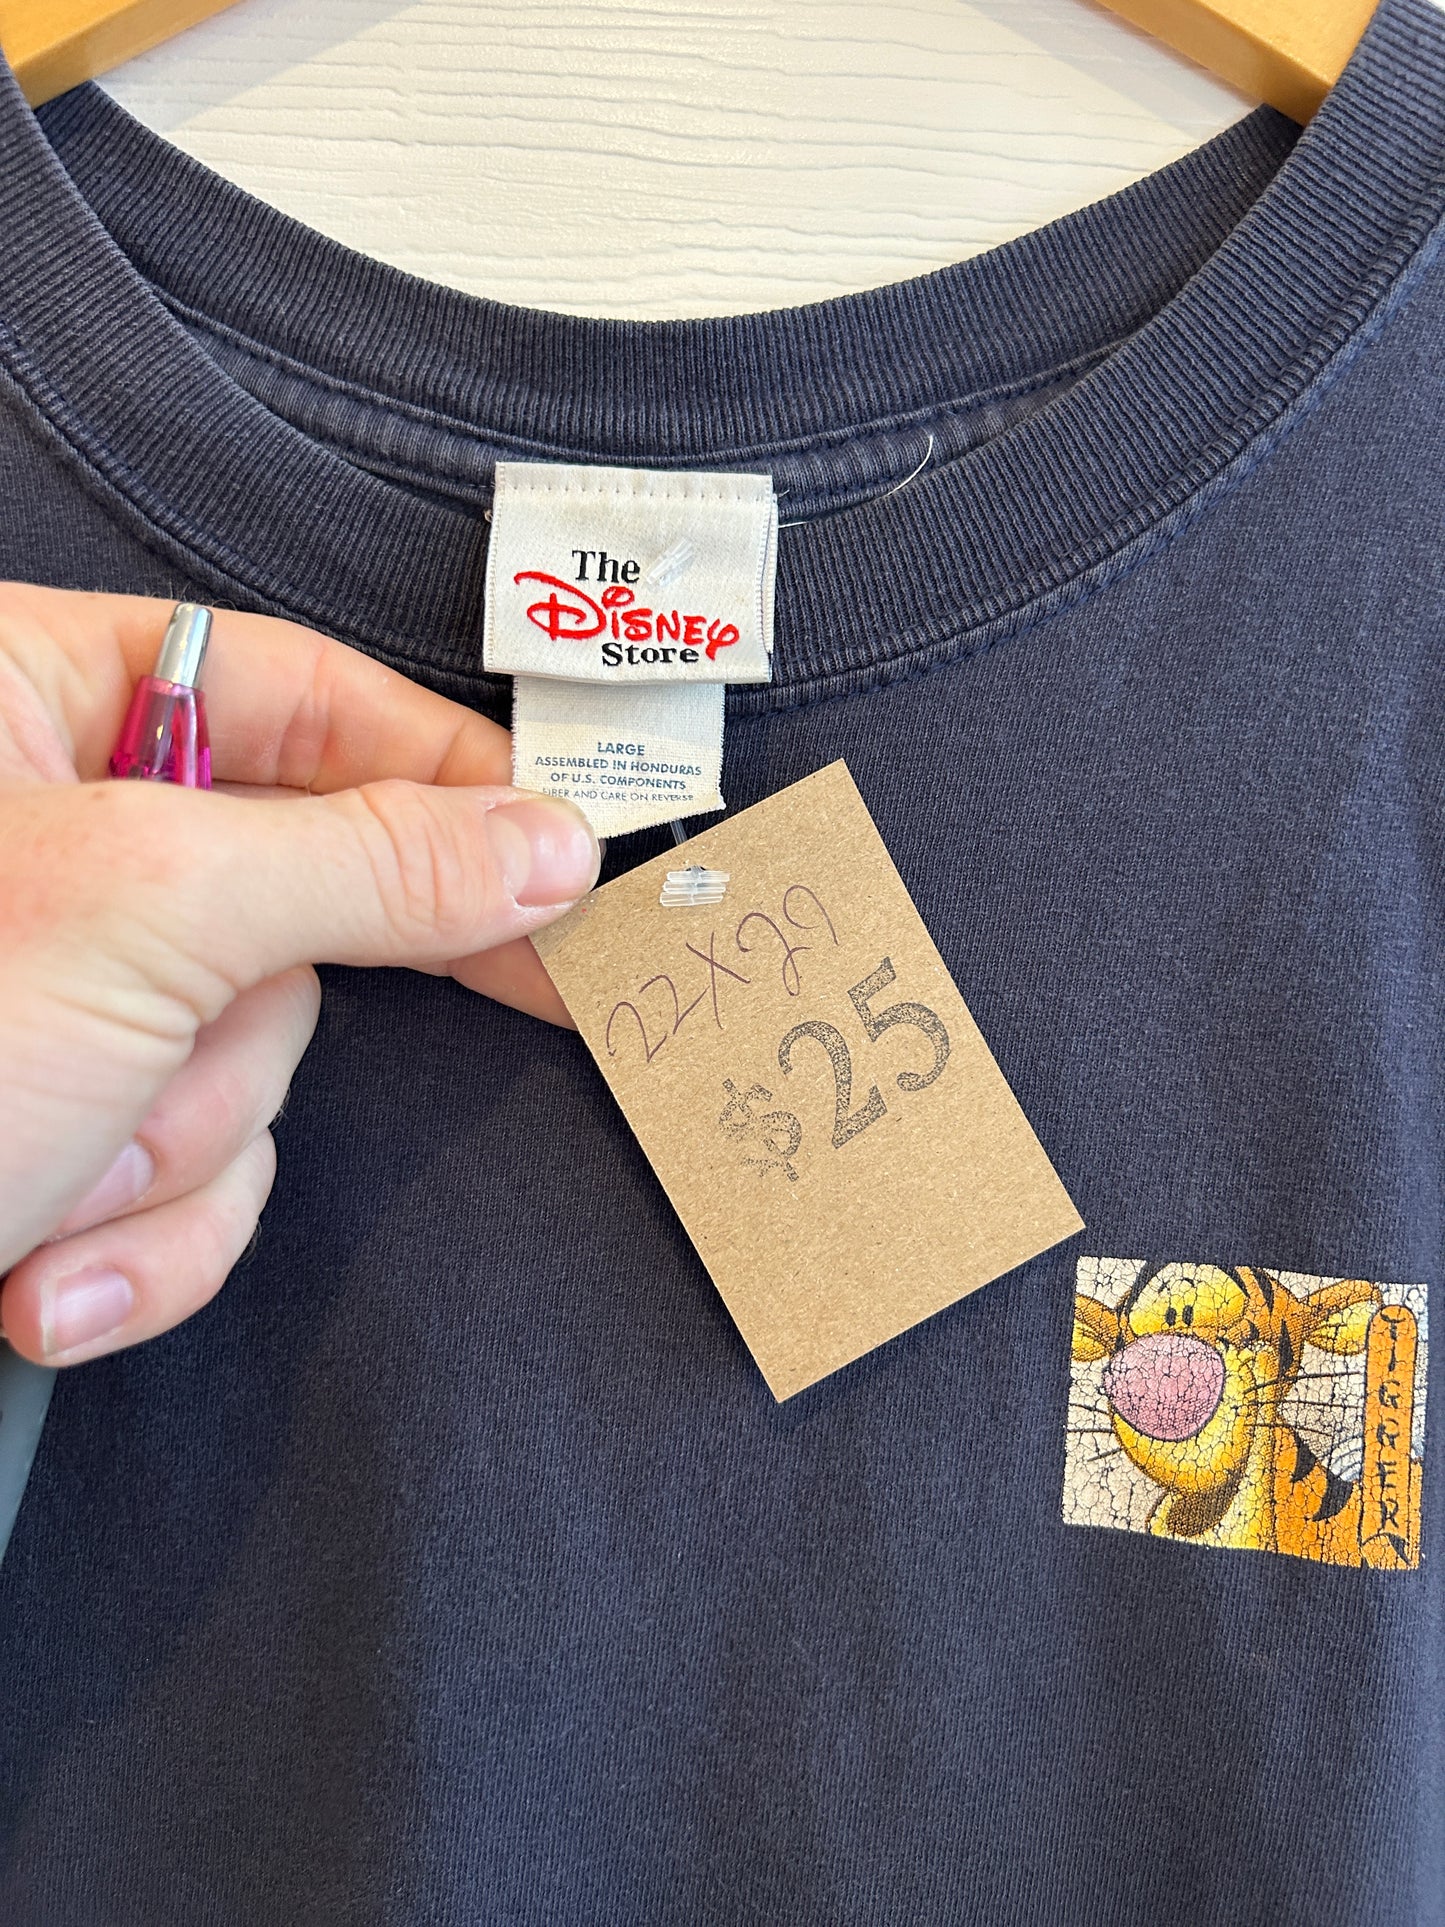 The
Disney
Store
LARGE
ASSEMBLED IN HONDURAS
OF U.S. COMPONENTS
FIBER AND CARE ON REVERSE
22X29
$25
TIGGER